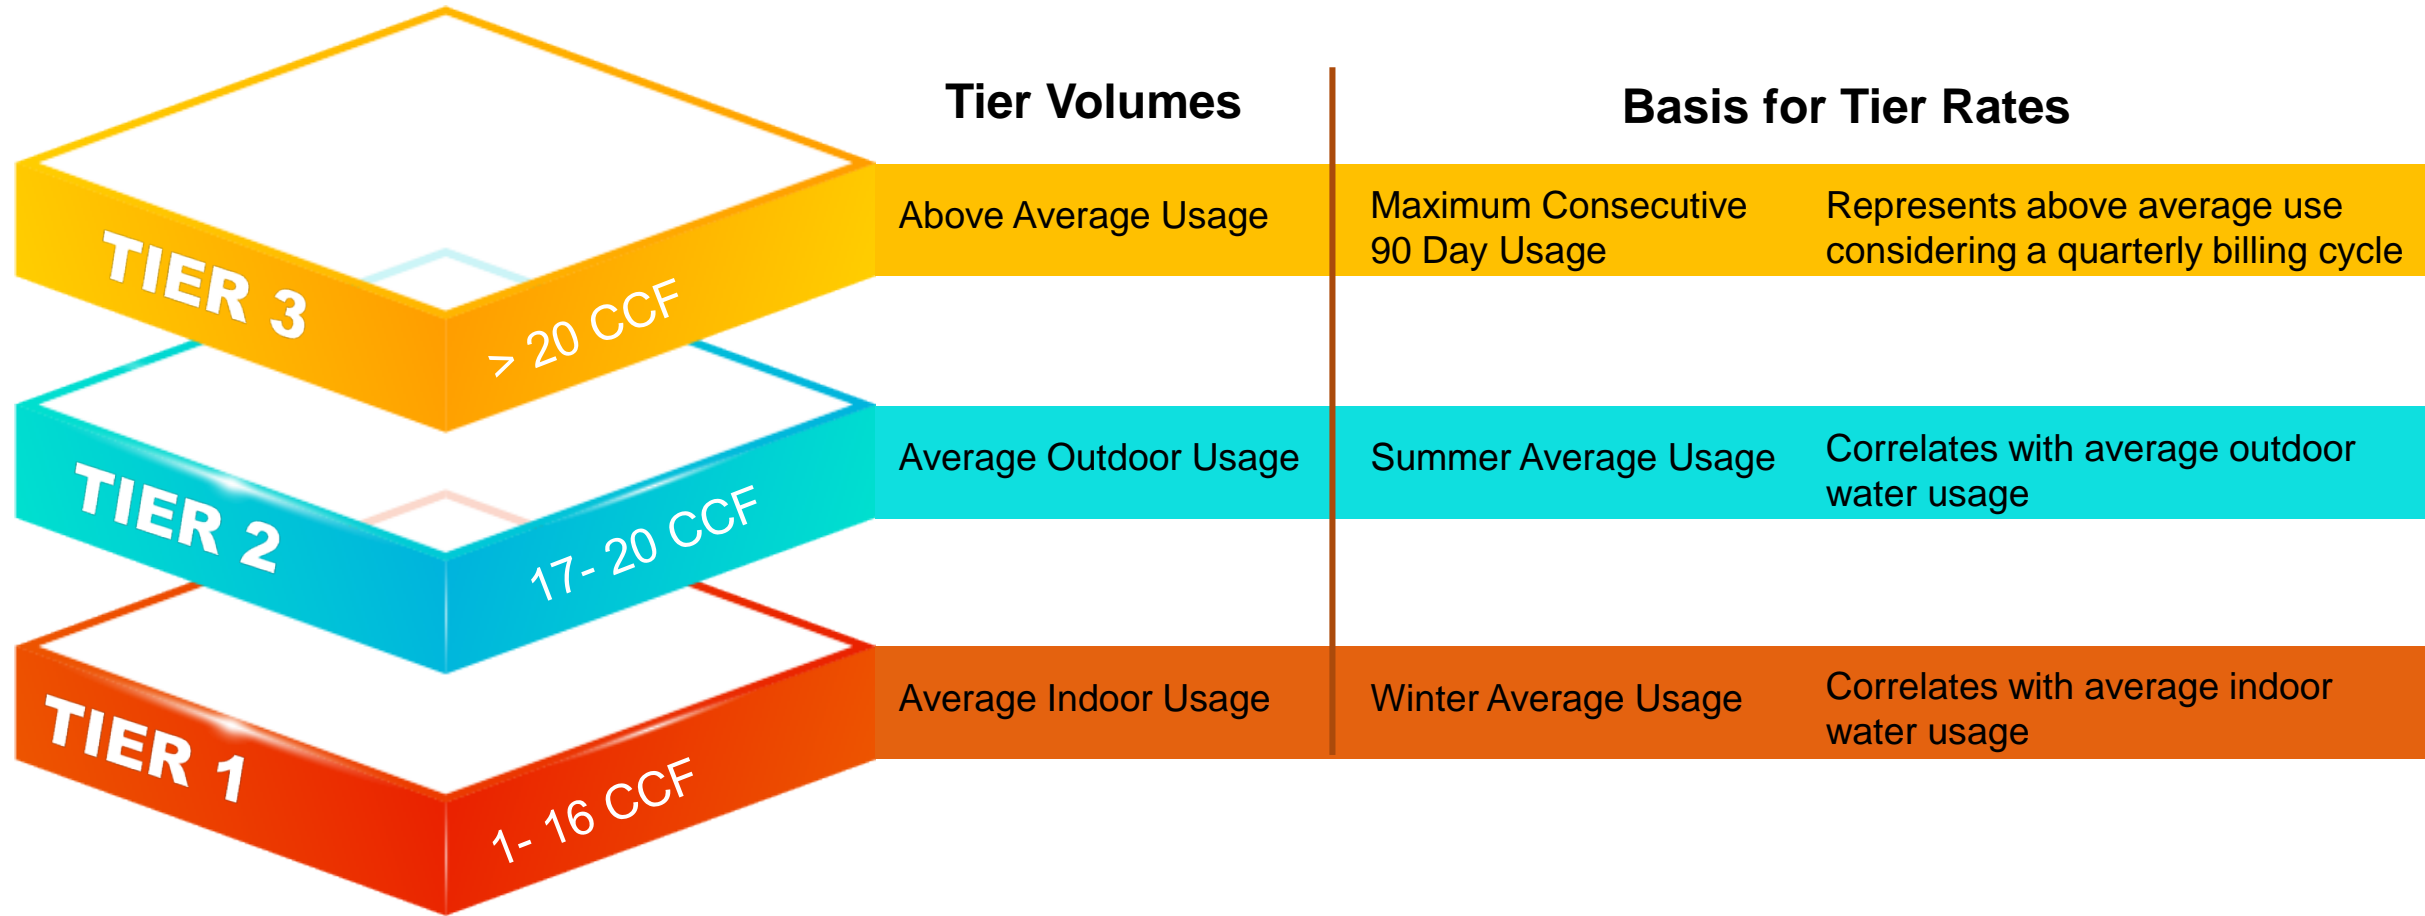 Tier Volumes
Basis for Tier Rates
TIER 3
> 20 CCF
Above Average Usage
Maximum Consecutive
90 Day Usage
Represents above average use
considering a quarterly billing cycle
TIER 2
17- 20 CCF
Average Outdoor Usage
Summer Average Usage
Correlates with average outdoor
water usage
TIER 1
1- 16 CCF
Average Indoor Usage
Winter Average Usage
Correlates with average indoor
water usage